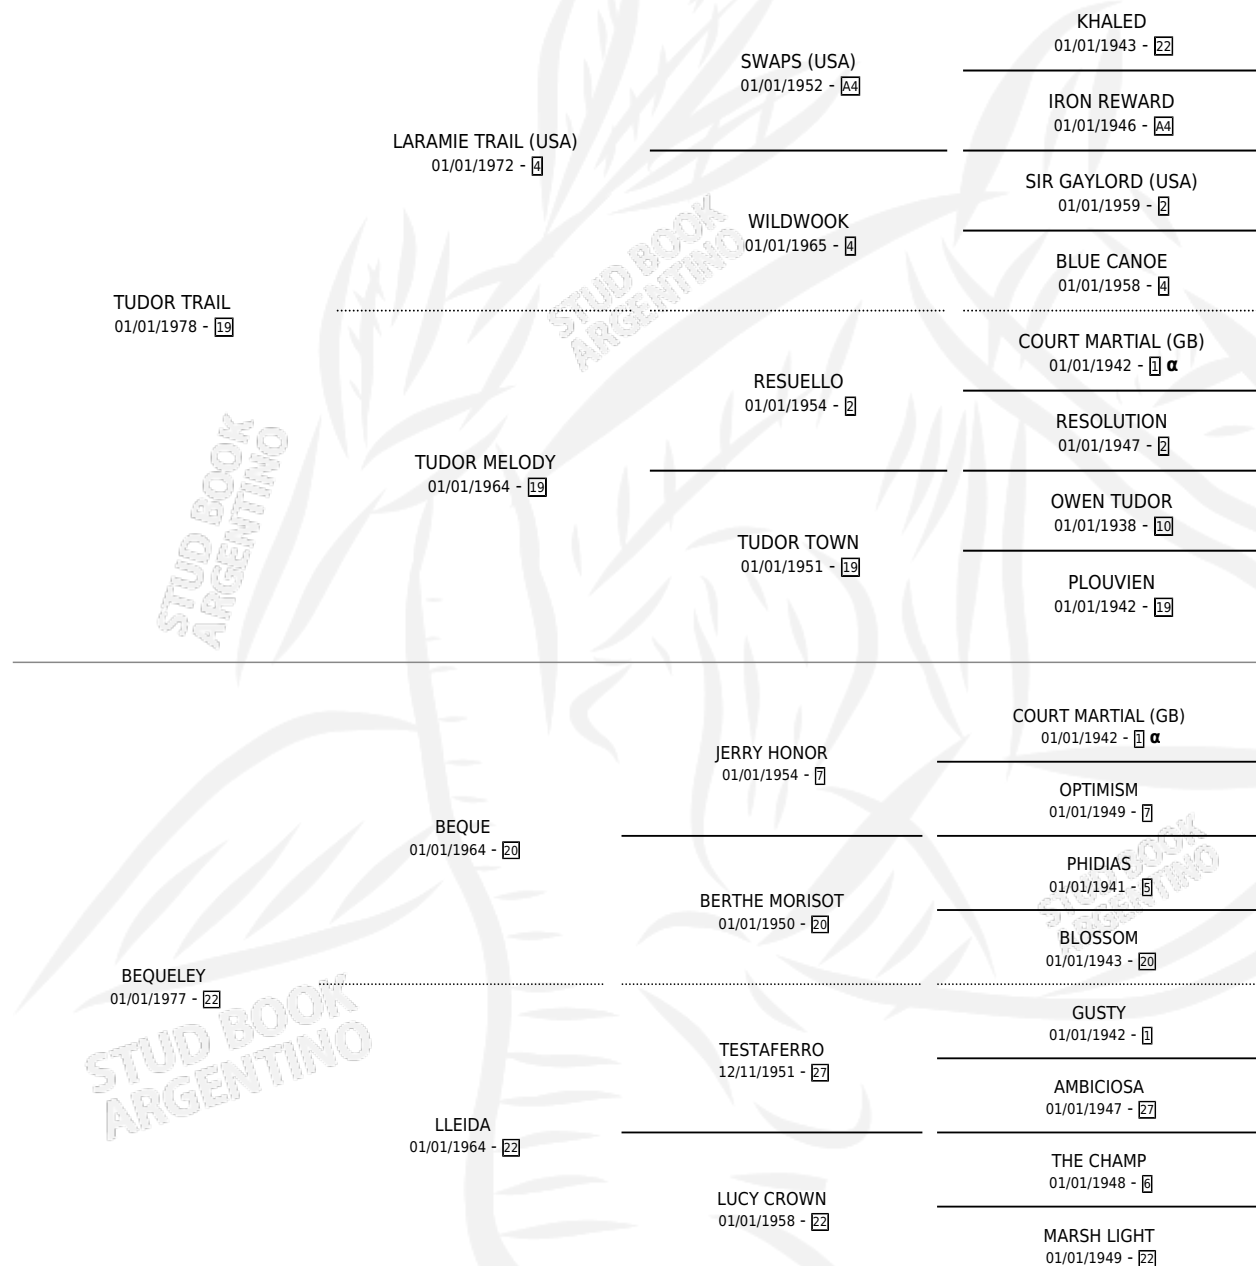 TUDOR TRAIL
01/01/1978 - 19
LARAMIE TRAIL (USA)
01/01/1972 - 4
SWAPS (USA)
01/01/1952 - A4
KHALED
01/01/1943 - 22
IRON REWARD
01/01/1946 - A4
WILDWOOK
01/01/1965 - 4
SIR GAYLORD (USA)
01/01/1959 - 2
BLUE CANOE
01/01/1958 - 4
TUDOR MELODY
01/01/1964 - 19
RESUELLO
01/01/1954 - 2
COURT MARTIAL (GB)
01/01/1942 - 1 α
RESOLUTION
01/01/1947 - 2
TUDOR TOWN
01/01/1951 - 19
OWEN TUDOR
01/01/1938 - 10
PLOUVIEN
01/01/1942 - 19
BEQUELEY
01/01/1977 - 22
BEQUE
01/01/1964 - 20
JERRY HONOR
01/01/1954 - 7
COURT MARTIAL (GB)
01/01/1942 - 1 α
OPTIMISM
01/01/1949 - 7
BERTHE MORISOT
01/01/1950 - 20
PHIDIAS
01/01/1941 - 5
BLOSSOM
01/01/1943 - 20
LLEIDA
01/01/1964 - 22
TESTAFERRO
12/11/1951 - 27
GUSTY
01/01/1942 - 1
AMBICIOSA
01/01/1947 - 27
LUCY CROWN
01/01/1958 - 22
THE CHAMP
01/01/1948 - 6
MARSH LIGHT
01/01/1949 - 22
STUD BOOK
ARGENTINO
STUD BOOK
ARGENTINO
STUD BOOK
ARGENTINO
STUD BOOK
ARGENTINO